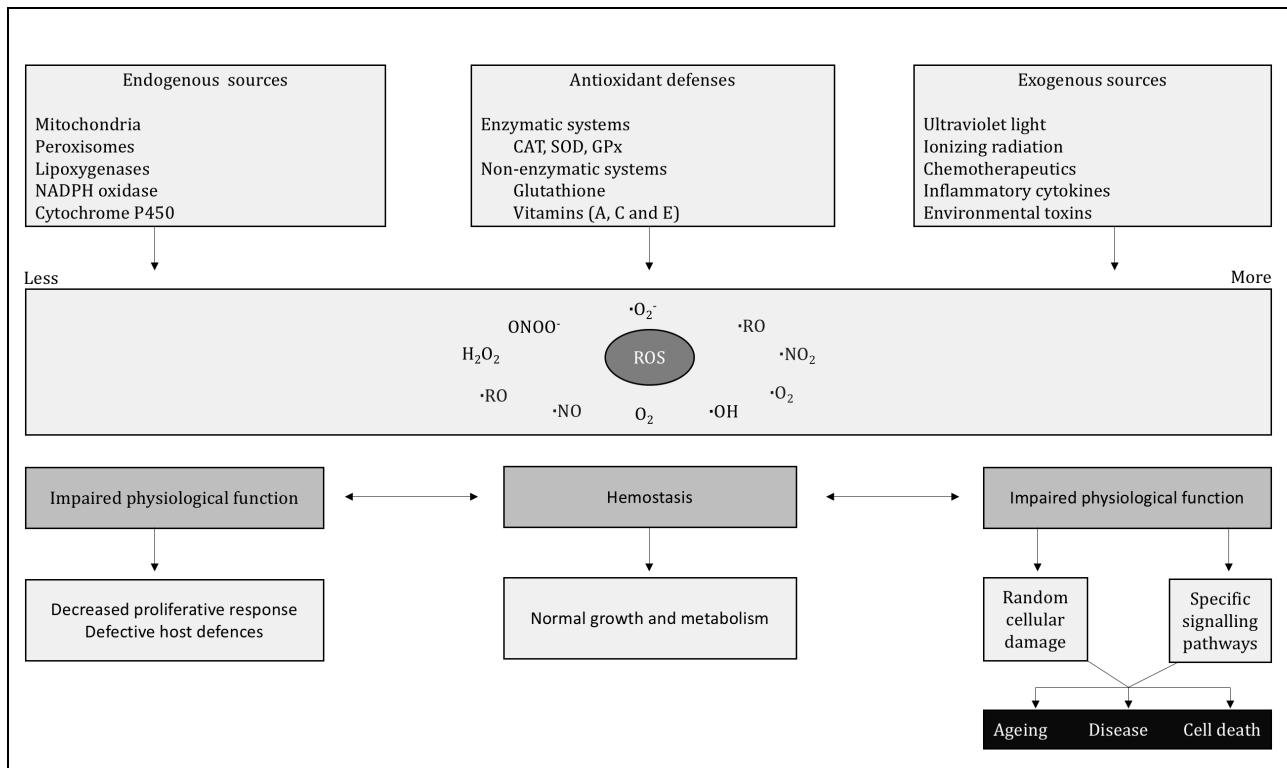 Endogenous sources
Mitochondria
Peroxisomes
Lipoxygenases
NADPH oxidase
Cytochrome P450
Antioxidant defenses
Enzymatic systems
CAT, SOD, GPx
Non-enzymatic systems
Glutathione
Vitamins (A, C and E)
Exogenous sources
Ultraviolet light
Ionizing radiation
Chemotherapeutics
Inflammatory cytokines
Environmental toxins
Less
More
·O₂⁻
ONOO⁻
·RO
H₂O₂
ROS
·NO₂
·RO
·O₂
·NO
O₂
·OH
Impaired physiological function
Hemostasis
Impaired physiological function
Decreased proliferative response
Defective host defences
Normal growth and metabolism
Random
cellular
damage
Specific
signalling
pathways
Ageing
Disease
Cell death